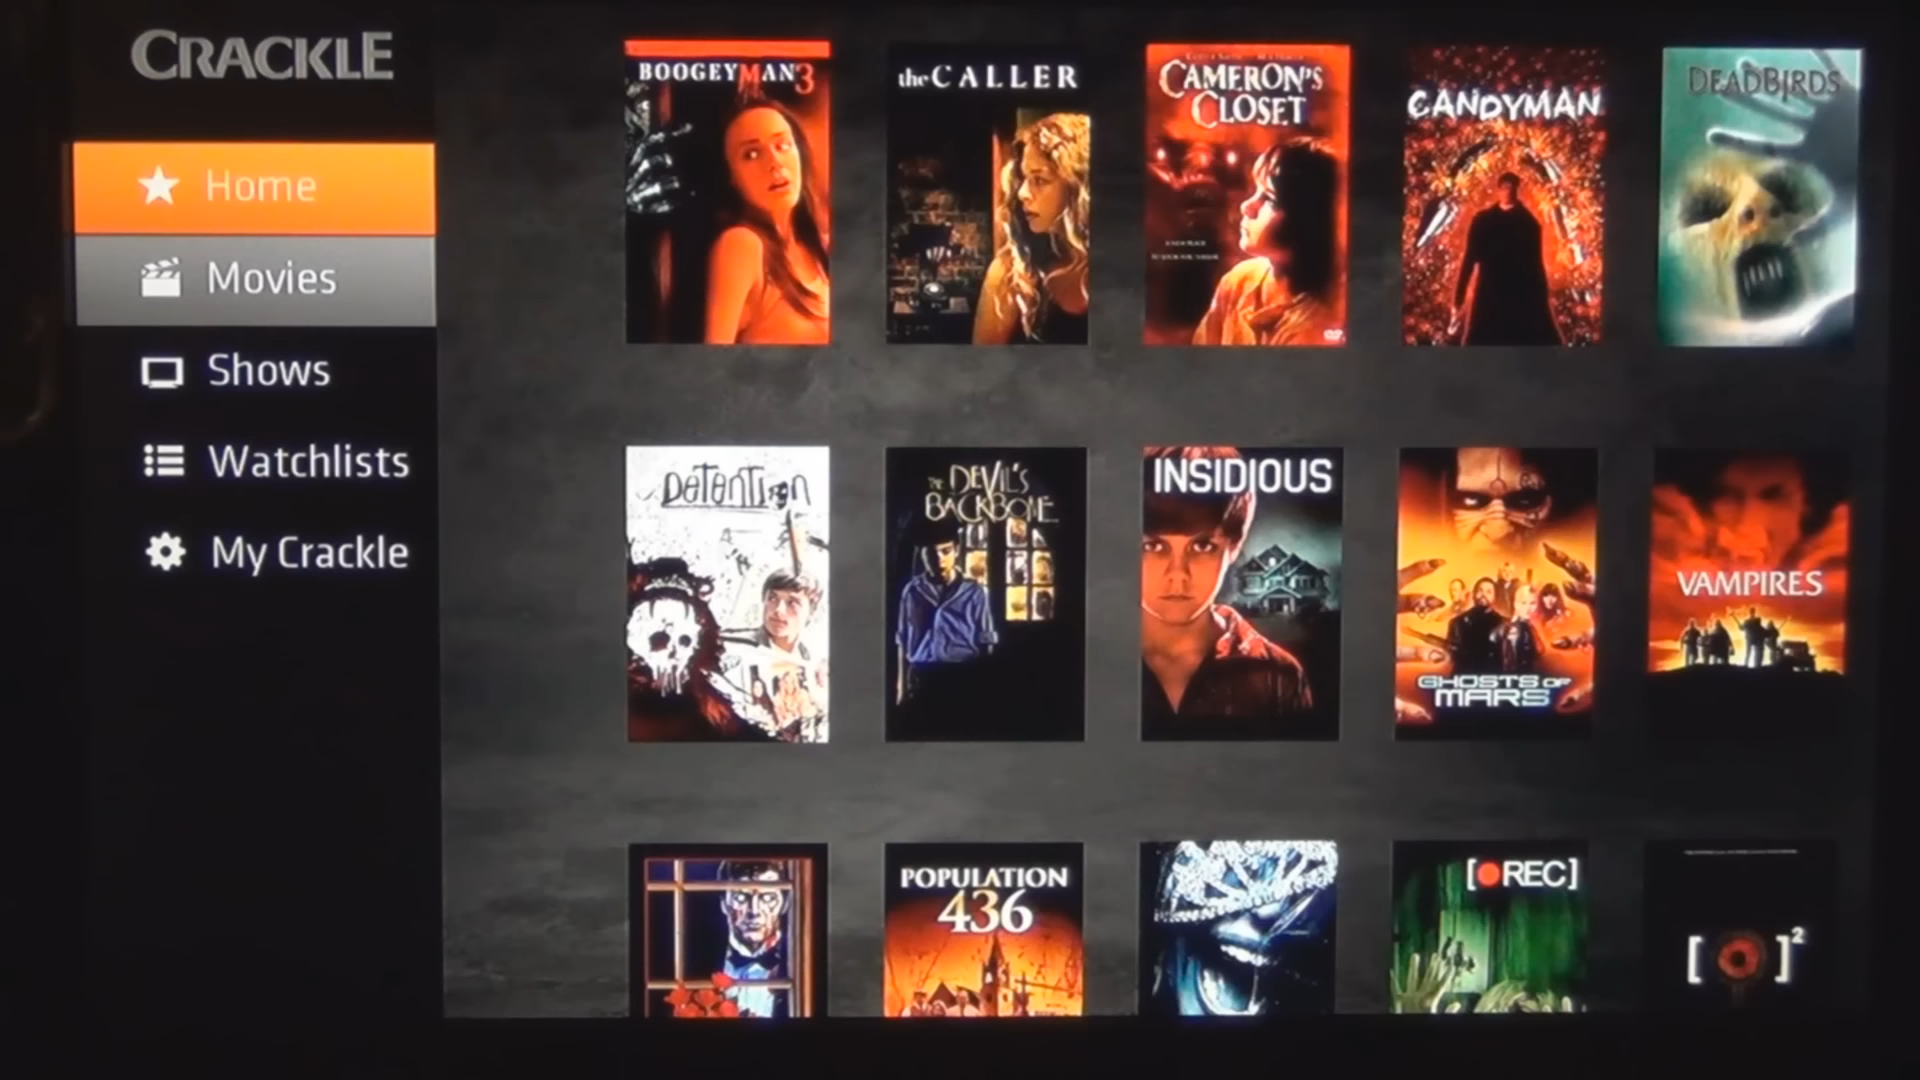 CRACKLE
Home
Movies
Shows
Watchlists
My Crackle
BOOGEYMAN 3
the CALLER
CAMERON'S
CLOSET
CANDYMAN
DEADBIRDS
DETENTION
THE DEVIL'S
BACKBONE
INSIDIOUS
GHOSTS OF
MARS
VAMPIRES
POPULATION
436
[REC]
[ ]²